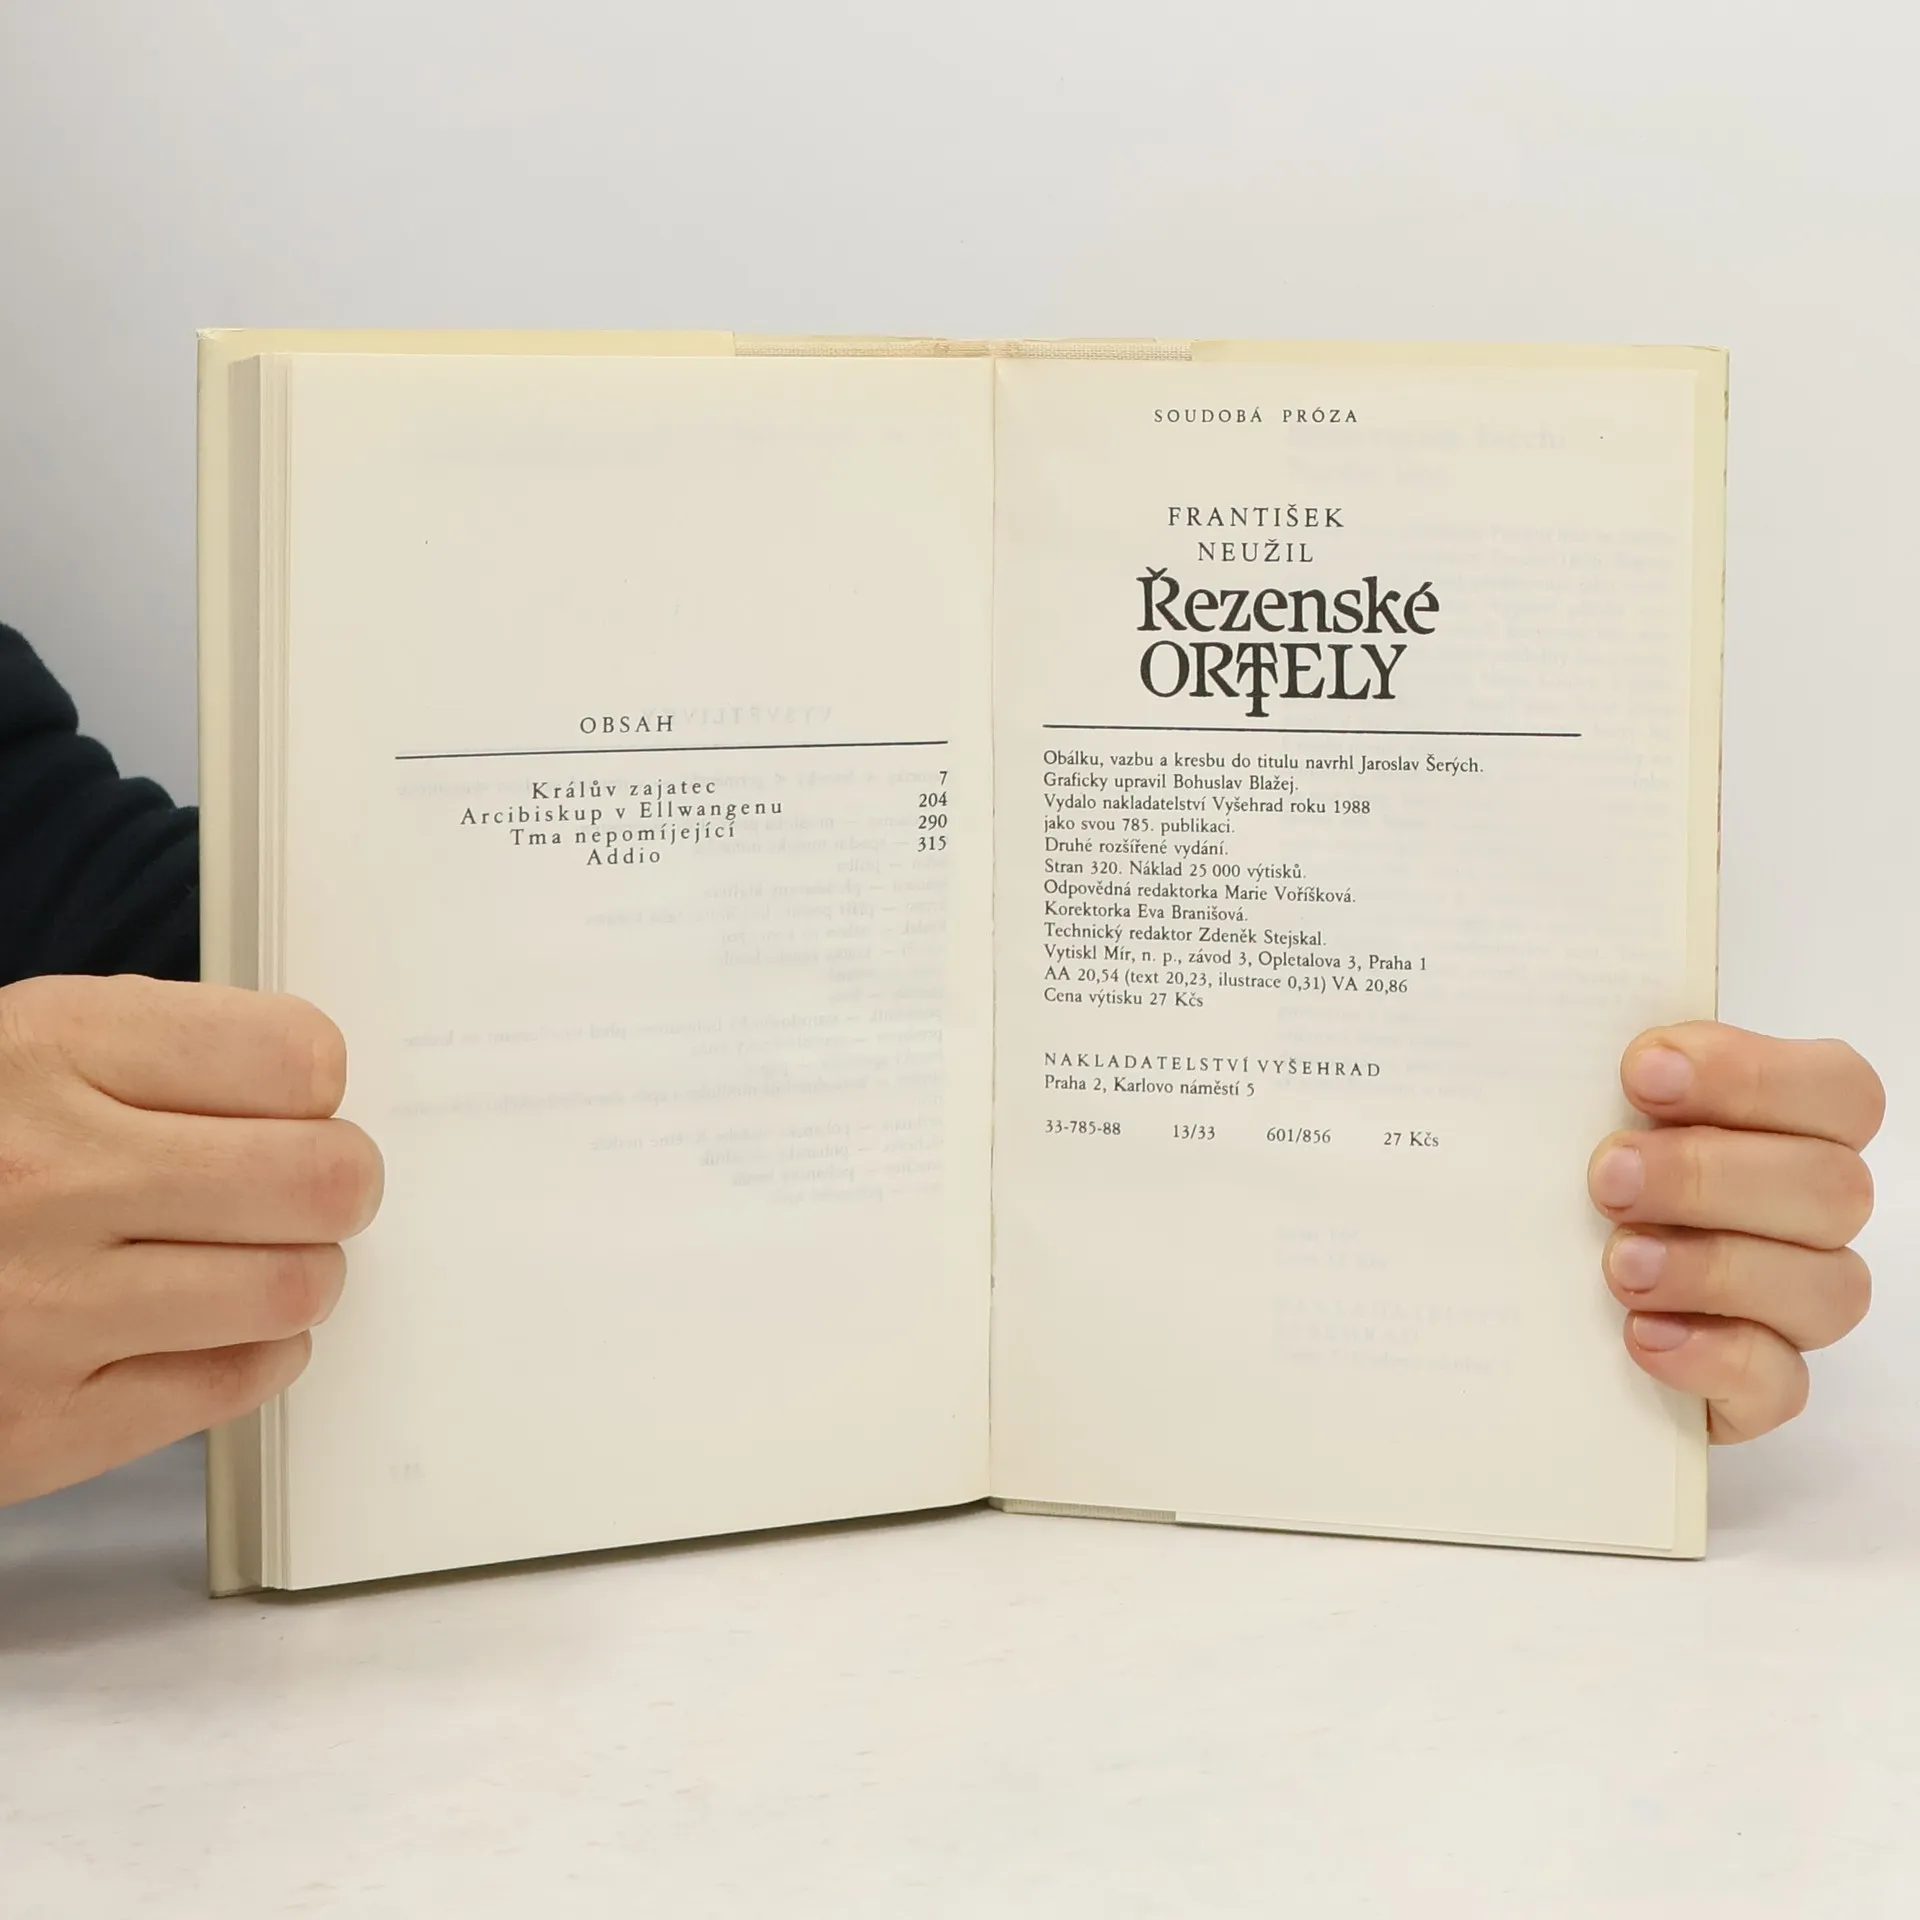 OBSAH
Králův zajatec 7
Arcibiskup v Ellwangenu 204
Tma nepomíjející 290
Addio 315
SOUDOBÁ PRÓZA
FRANTIŠEK
NEUŽIL
Řezenské
ORTELY
Obálku, vazbu a kresbu do titulu navrhl Jaroslav Šerých.
Graficky upravil Bohuslav Blažej.
Vydalo nakladatelství Vyšehrad roku 1988
jako svou 785. publikaci.
Druhé rozšířené vydání.
Stran 320. Náklad 25 000 výtisků.
Odpovědná redaktorka Marie Voříšková.
Korektorka Eva Branišová.
Technický redaktor Zdeněk Stejskal.
Vytiskl Mír, n. p., závod 3, Opletalova 3, Praha 1
AA 20,54 (text 20,23, ilustrace 0,31) VA 20,86
Cena výtisku 27 Kčs
NAKLADATELSTVÍ VYŠEHRAD
Praha 2, Karlovo náměstí 5
33-785-88 13/33 601/856 27 Kčs